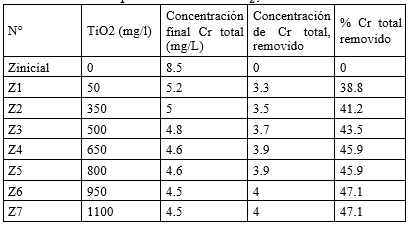 N° TiO2 (mg/l) Concentración final Cr total (mg/L) Concentración de Cr total, removido % Cr total removido
Zinicial 0 8.5 0 0
Z1 50 5.2 3.3 38.8
Z2 350 5 3.5 41.2
Z3 500 4.8 3.7 43.5
Z4 650 4.6 3.9 45.9
Z5 800 4.6 3.9 45.9
Z6 950 4.5 4 47.1
Z7 1100 4.5 4 47.1